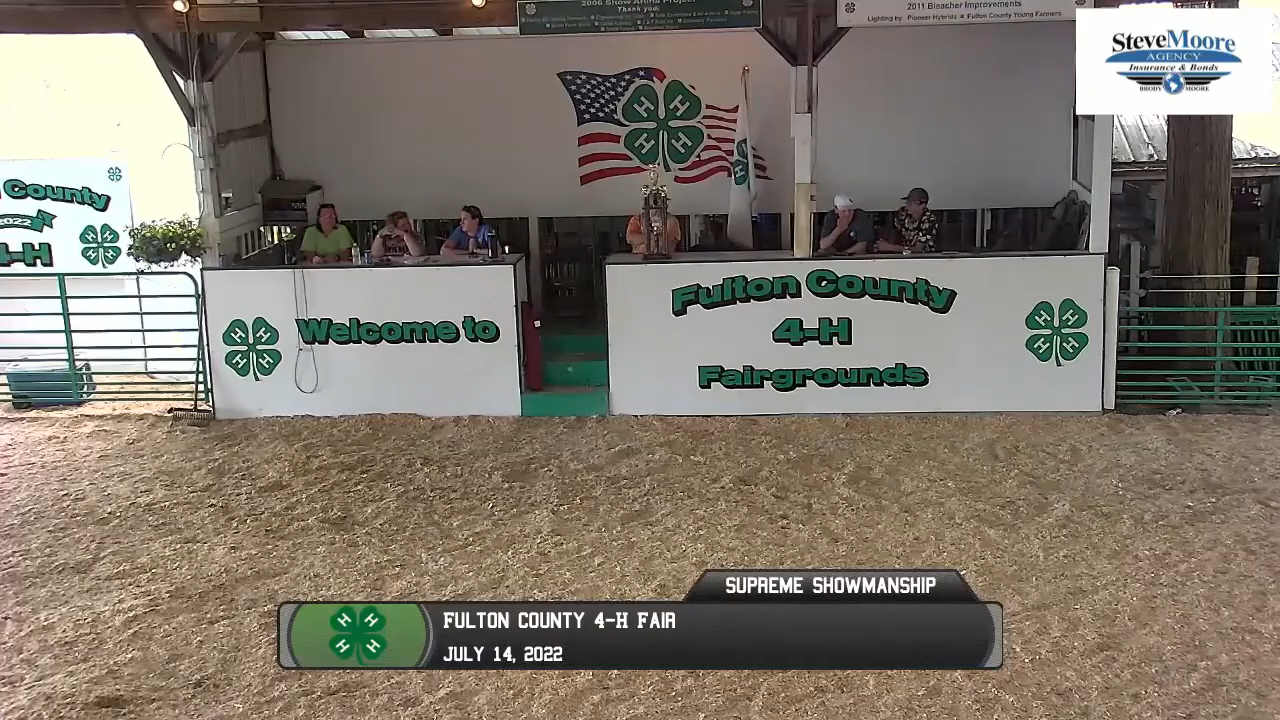 2006 Show Arena Project
Thank you!
2011 Bleacher Improvements
Lighting by Pioneer Hybrids Fulton County Young Farmers
SteveMoore
AGENCY
Insurance & Bonds
BRODY MOORE
County
2022
4-H
H H
H H
H H
H H
Welcome to
H H
H H
Fulton County
4-H
Fairgrounds
H H
H H
SUPREME SHOWMANSHIP
H H
H H
FULTON COUNTY 4-H FAIR
JULY 14, 2022